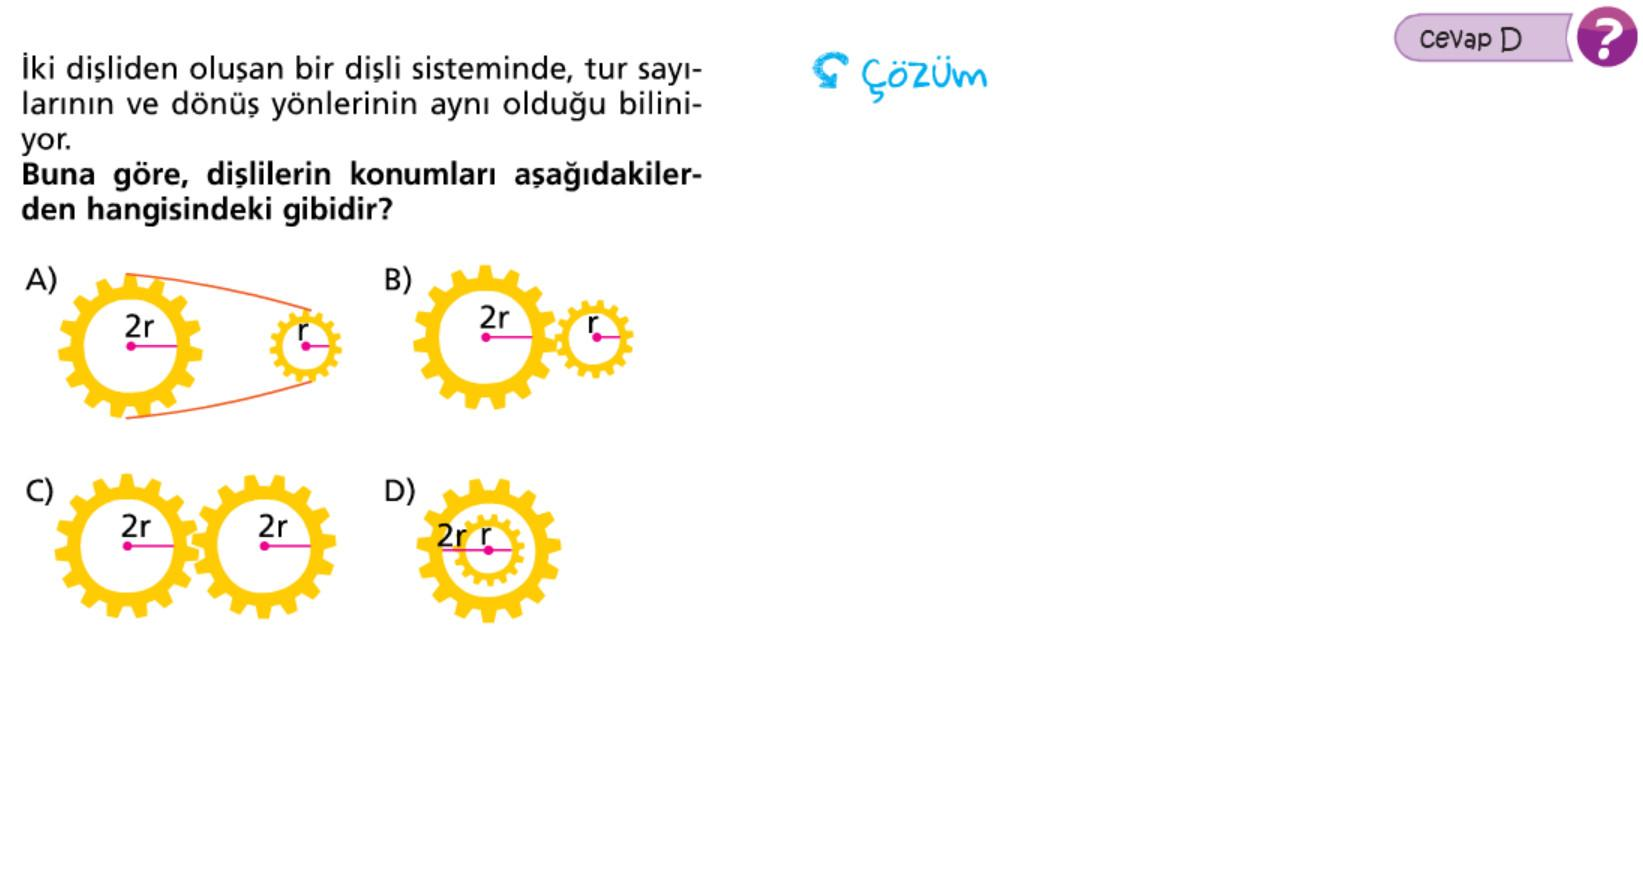 cevap D
?
İki dişliden oluşan bir dişli sisteminde, tur sayı-
larının ve dönüş yönlerinin aynı olduğu bilini-
yor.
Buna göre, dişlilerin konumları aşağıdakiler-
den hangisindeki gibidir?
Çözüm
A)
2r
r
B)
2r
r
C)
2r
2r
D)
2r r